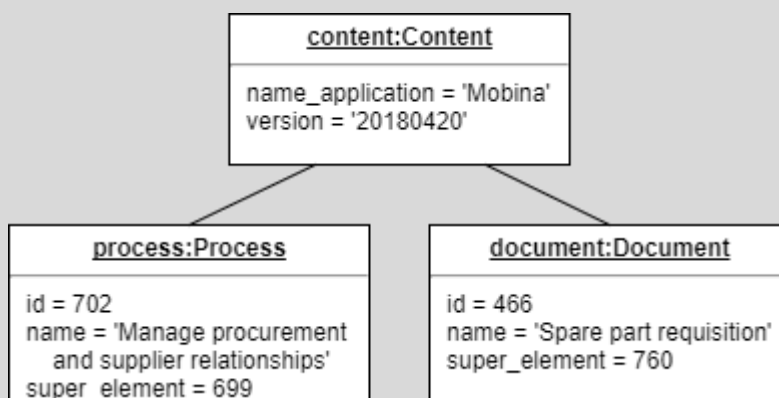 content:Content
name_application = 'Mobina'
version = '20180420'
process:Process
id = 702
name = 'Manage procurement
and supplier relationships'
super_element = 699
document:Document
id = 466
name = 'Spare part requisition'
super_element = 760